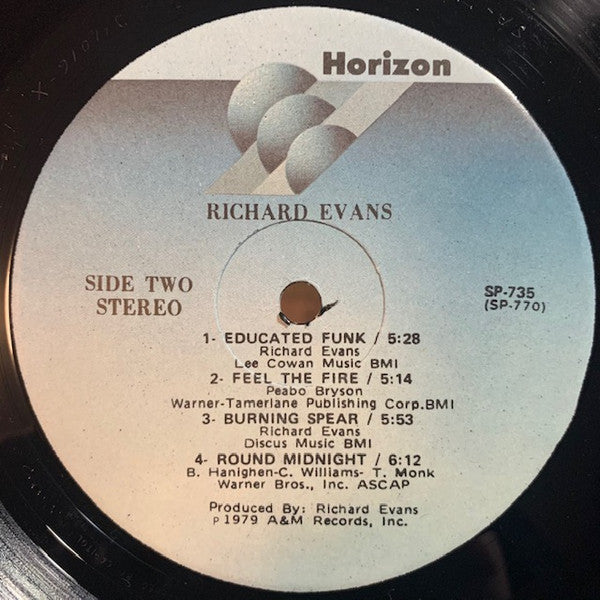 Horizon
RICHARD EVANS
SIDE TWO
STEREO
SP-735
(SP-770)
1- EDUCATED FUNK / 5:28
Richard Evans
Lee Cowan Music BMI
2- FEEL THE FIRE / 5:14
Peabo Bryson
Warner-Tamerlane Publishing Corp.BMI
3- BURNING SPEAR / 5:53
Richard Evans
Discus Music BMI
4- ROUND MIDNIGHT / 6:12
B. Hanighen-C. Williams- T. Monk
Warner Bros., Inc. ASCAP
Produced By: Richard Evans
P 1979 A&M Records, Inc.